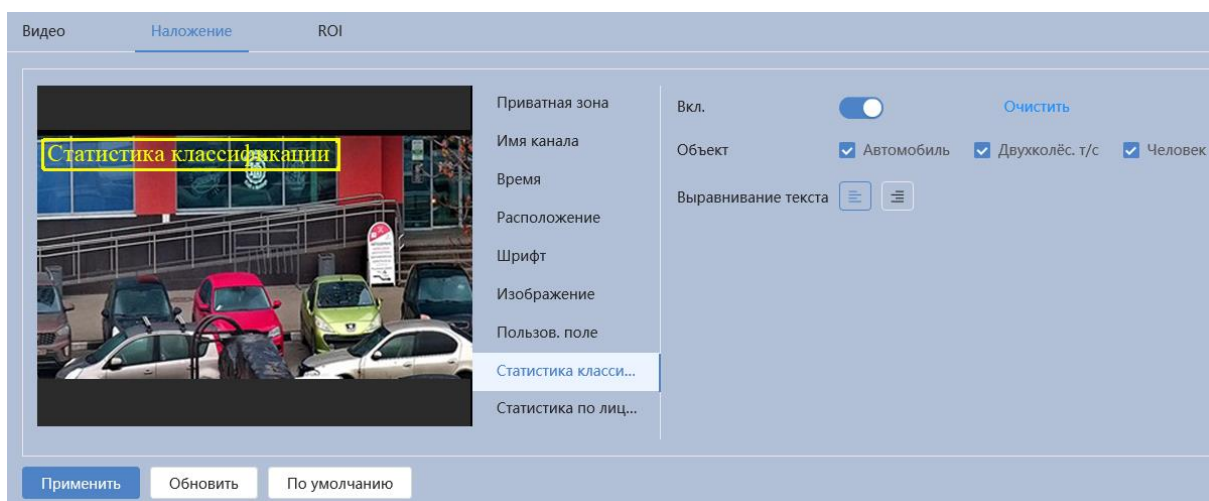 Видео Наложение ROI
Статистика классификации
Приватная зона
Имя канала
Время
Расположение
Шрифт
Изображение
Пользов. поле
Статистика класси...
Статистика по лиц...
Вкл. Очистить
Объект Автомобиль Двухколёс. т/с Человек
Выравнивание текста
Применить Обновить По умолчанию